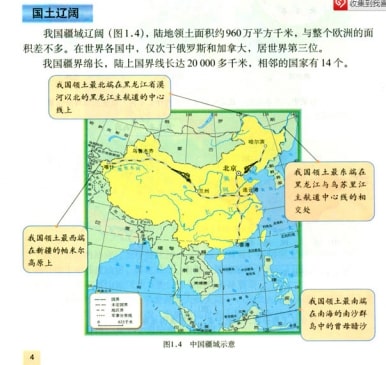 收藏到我
国土辽阔
我国疆域辽阔（图1.4），陆地领土面积约960万平方千米，与整个欧洲的面
积差不多。在世界各国中，仅次于俄罗斯和加拿大，居世界第三位。
我国疆界绵长，陆上国界线长达20 000多千米，相邻的国家有14个。
我国领土最北端在黑龙江省漠
河以北的黑龙江主航道的中心
线上
我国领土最东端在
黑龙江与乌苏里江
主航道中心线的相
交处
我国领土最西端
在新疆的帕米尔
高原上
我国领土最南端
在南海的南沙群
岛中的曾母暗沙
乌鲁木齐
哈尔滨
北京
兰州
图1.4 中国疆域示意
4